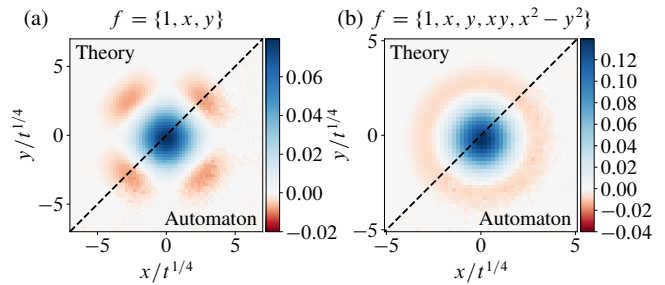 (a) f = {1, x, y}
Theory
Automaton
5
0
−5
−5 0 5
y/t^{1/4}
x/t^{1/4}
0.06
0.04
0.02
0.00
−0.02
(b) f = {1, x, y, xy, x² − y²}
Theory
Automaton
5
0
−5
−5 0 5
y/t^{1/4}
x/t^{1/4}
0.12
0.10
0.08
0.06
0.04
0.02
0.00
−0.02
−0.04